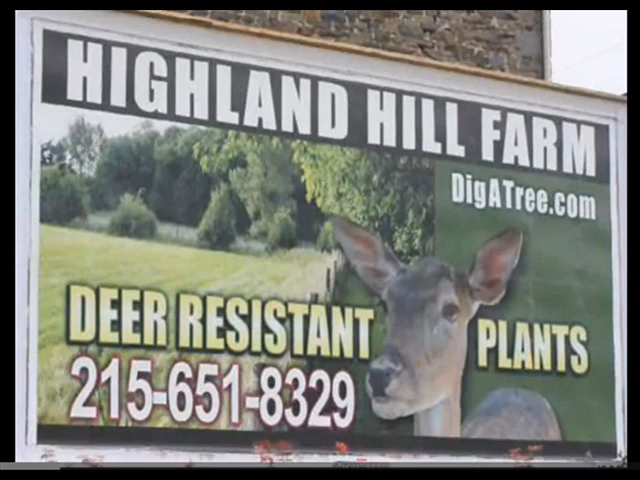 HIGHLAND HILL FARM
DigATree.com
DEER RESISTANT PLANTS
215-651-8329